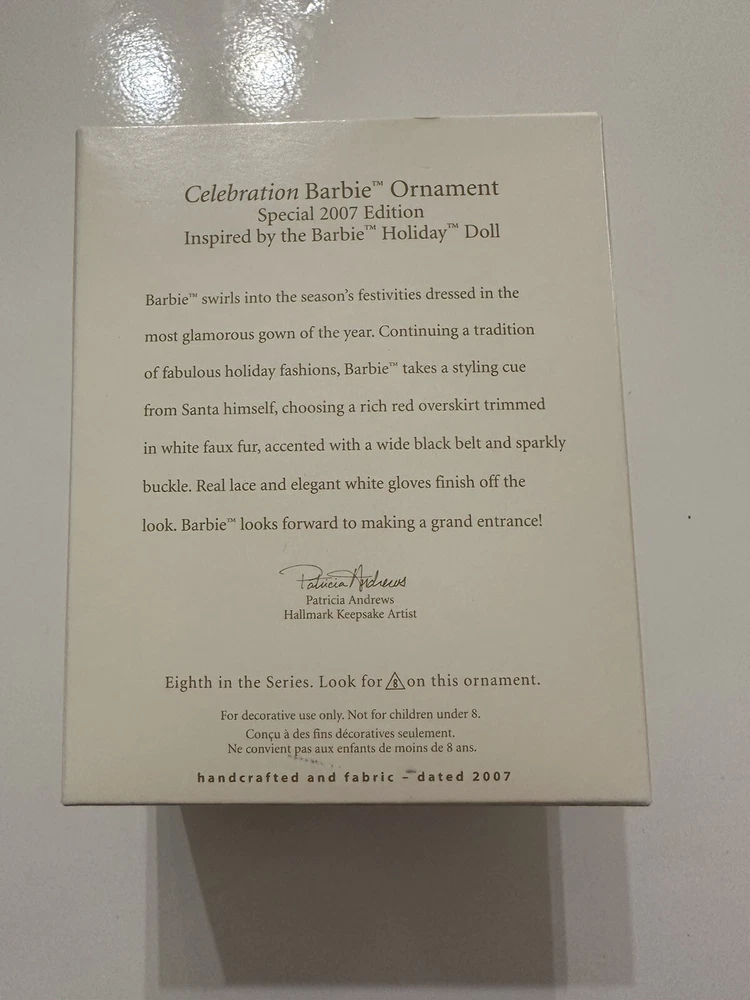 Celebration Barbie™ Ornament
Special 2007 Edition
Inspired by the Barbie™ Holiday™ Doll
Barbie™ swirls into the season's festivities dressed in the
most glamorous gown of the year. Continuing a tradition
of fabulous holiday fashions, Barbie™ takes a styling cue
from Santa himself, choosing a rich red overskirt trimmed
in white faux fur, accented with a wide black belt and sparkly
buckle. Real lace and elegant white gloves finish off the
look. Barbie™ looks forward to making a grand entrance!
Patricia Andrews
Patricia Andrews
Hallmark Keepsake Artist
Eighth in the Series. Look for 8 on this ornament.
For decorative use only. Not for children under 8.
Conçu à des fins décoratives seulement.
Ne convient pas aux enfants de moins de 8 ans.
handcrafted and fabric – dated 2007